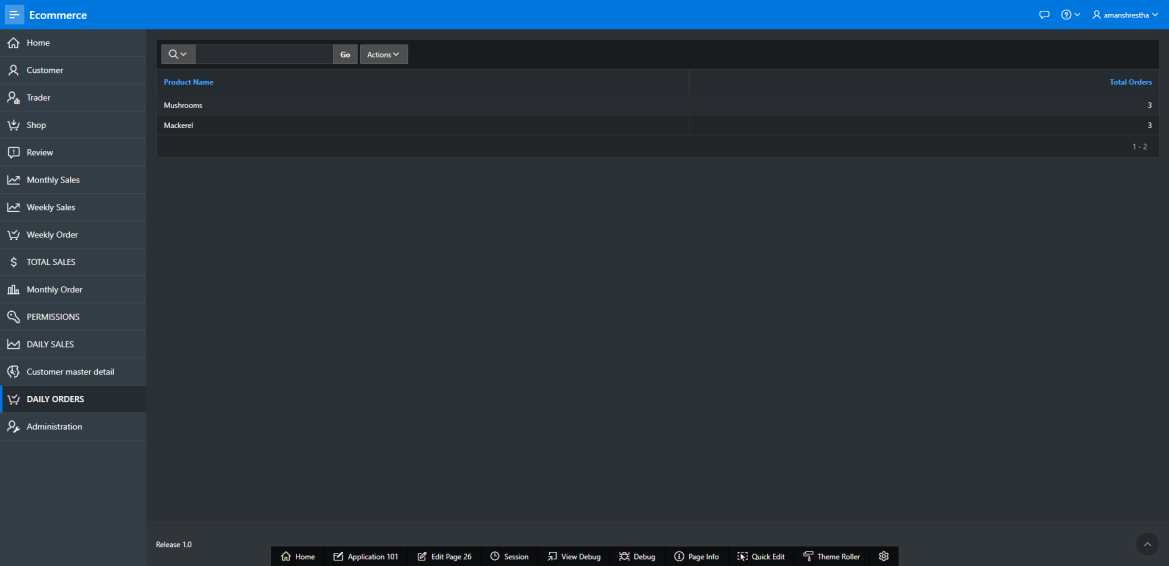 Ecommerce
amanshrestha
Home
Customer
Trader
Shop
Review
Monthly Sales
Weekly Sales
Weekly Order
TOTAL SALES
Monthly Order
PERMISSIONS
DAILY SALES
Customer master detail
DAILY ORDERS
Administration
Go Actions
Product Name Total Orders
Mushrooms 3
Mackerel 3
1 - 2
Release 1.0
Home Application 101 Edit Page 26 Session View Debug Debug Page Info Quick Edit Theme Roller